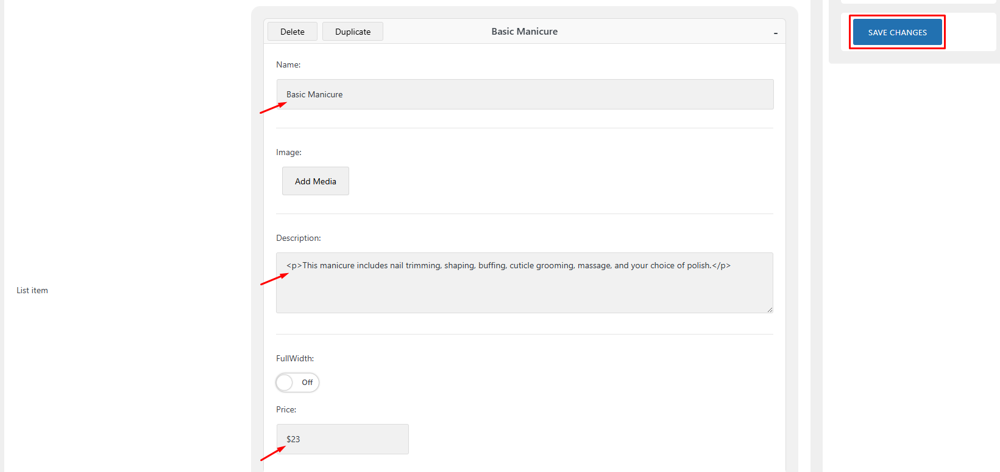 Delete
Duplicate
Basic Manicure
-
SAVE CHANGES
Name:
Basic Manicure
Image:
Add Media
Description:
<p>This manicure includes nail trimming, shaping, buffing, cuticle grooming, massage, and your choice of polish.</p>
List item
FullWidth:
Off
Price:
$23